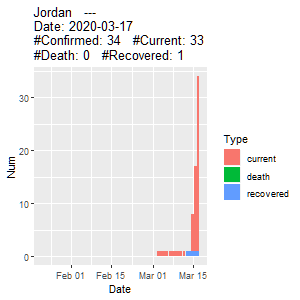 Jordan   ---
Date: 2020-03-17
#Confirmed: 34   #Current: 33
#Death: 0   #Recovered: 1
Num
30
20
10
0
Feb 01
Feb 15
Mar 01
Mar 15
Date
Type
current
death
recovered